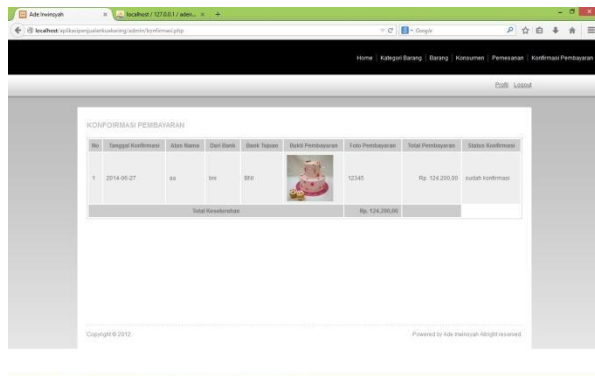 Ade Irwinsyah
localhost / 127.0.0.1 / aden...
localhost/aplikasipenjualankuekering/admin/konfirmasi.php
Google
Home | Kategori Barang | Barang | Konsumen | Pemesanan | Konfirmasi Pembayaran
Profil Logout
KONFOIRMASI PEMBAYARAN
No Tanggal Konfirmasi Atas Nama Dari Bank Bank Tujuan Bukti Pembayaran Foto Pembayaran Total Pembayaran Status Konfirmasi
1 2014-06-27 aa bni BNI 12345 Rp. 124.200,00 sudah konfirmasi
Total Keseluruhan Rp. 124.200,00
Copyright © 2012.
Powered by Ade Irwinsyah Allright reserved.